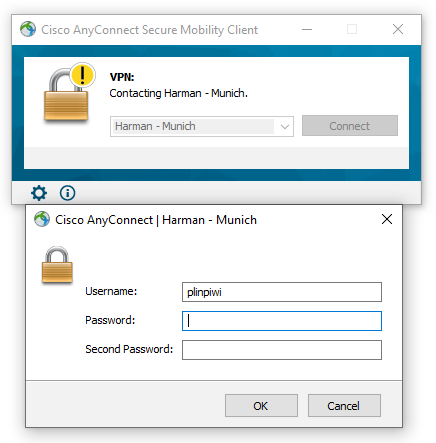 Cisco AnyConnect Secure Mobility Client
VPN:
Contacting Harman - Munich.
Harman - Munich
Connect
Cisco AnyConnect | Harman - Munich
Username:
plinpiwi
Password:
Second Password:
OK
Cancel